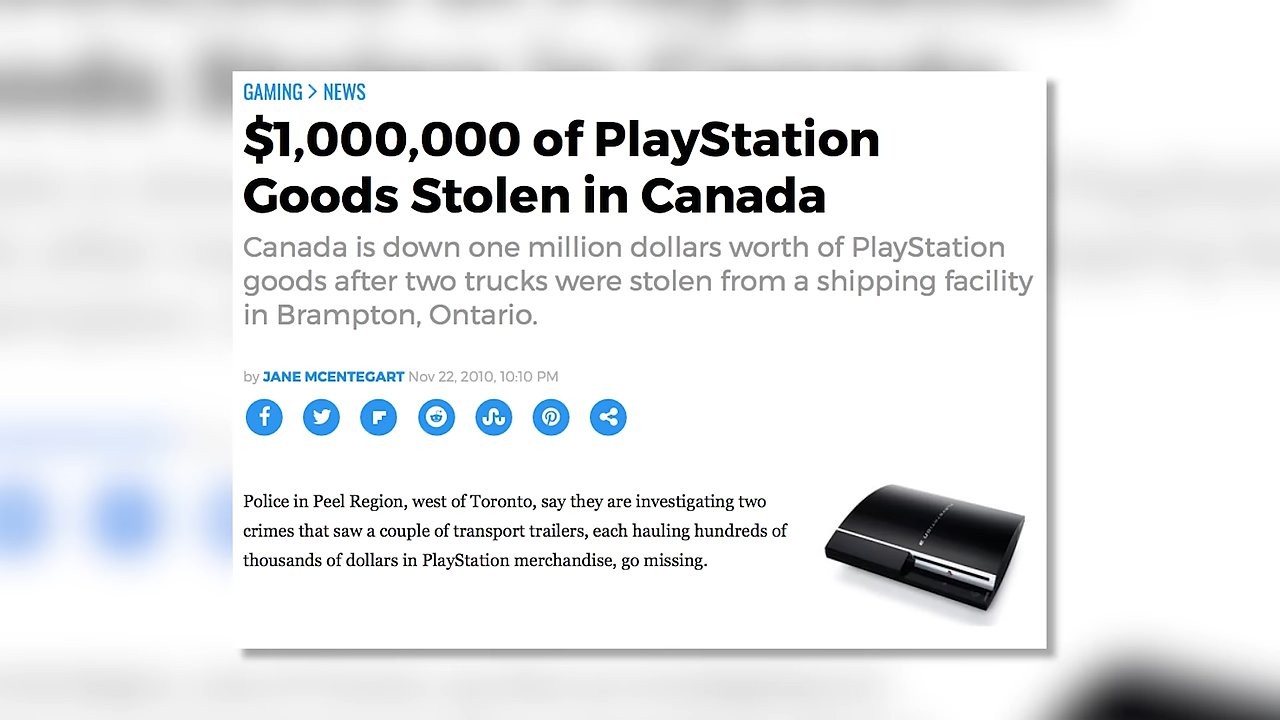 GAMING > NEWS
$1,000,000 of PlayStation
Goods Stolen in Canada
Canada is down one million dollars worth of PlayStation
goods after two trucks were stolen from a shipping facility
in Brampton, Ontario.
by JANE MCENTEGART Nov 22, 2010, 10:10 PM
Police in Peel Region, west of Toronto, say they are investigating two
crimes that saw a couple of transport trailers, each hauling hundreds of
thousands of dollars in PlayStation merchandise, go missing.